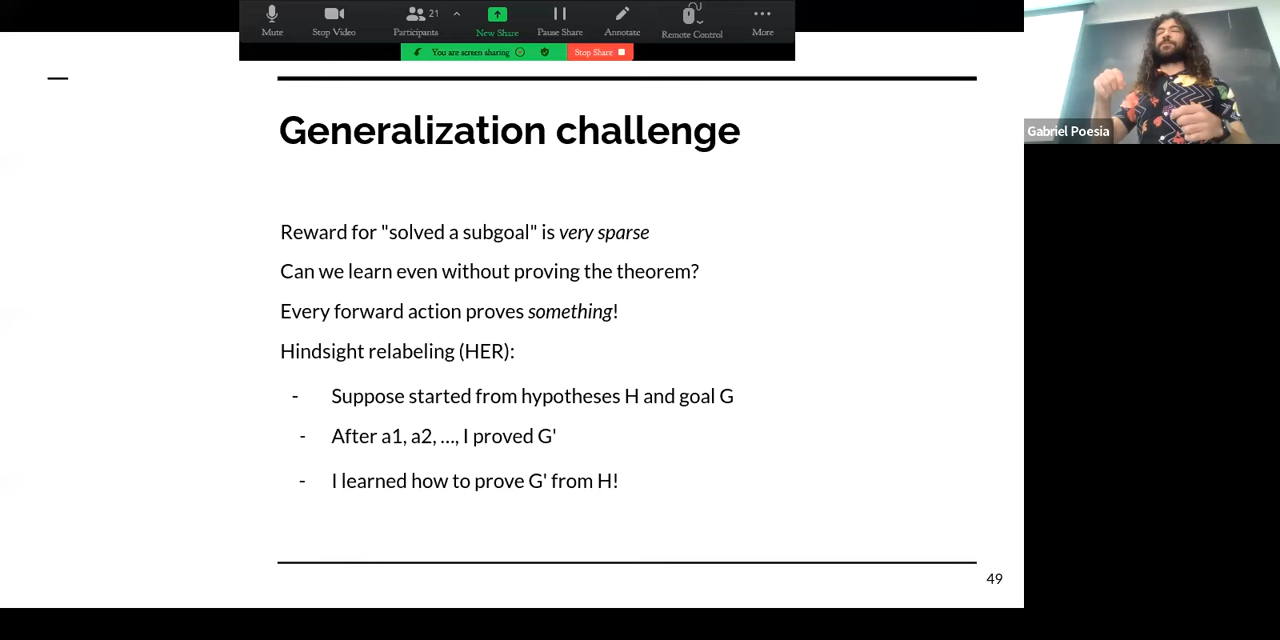 Mute
Stop Video
Participants
21
New Share
Pause Share
Annotate
Remote Control
More
You are screen sharing
Stop Share
Gabriel Poesia
Generalization challenge
Reward for "solved a subgoal" is very sparse
Can we learn even without proving the theorem?
Every forward action proves something!
Hindsight relabeling (HER):
- Suppose started from hypotheses H and goal G
- After a1, a2, ..., I proved G'
- I learned how to prove G' from H!
49